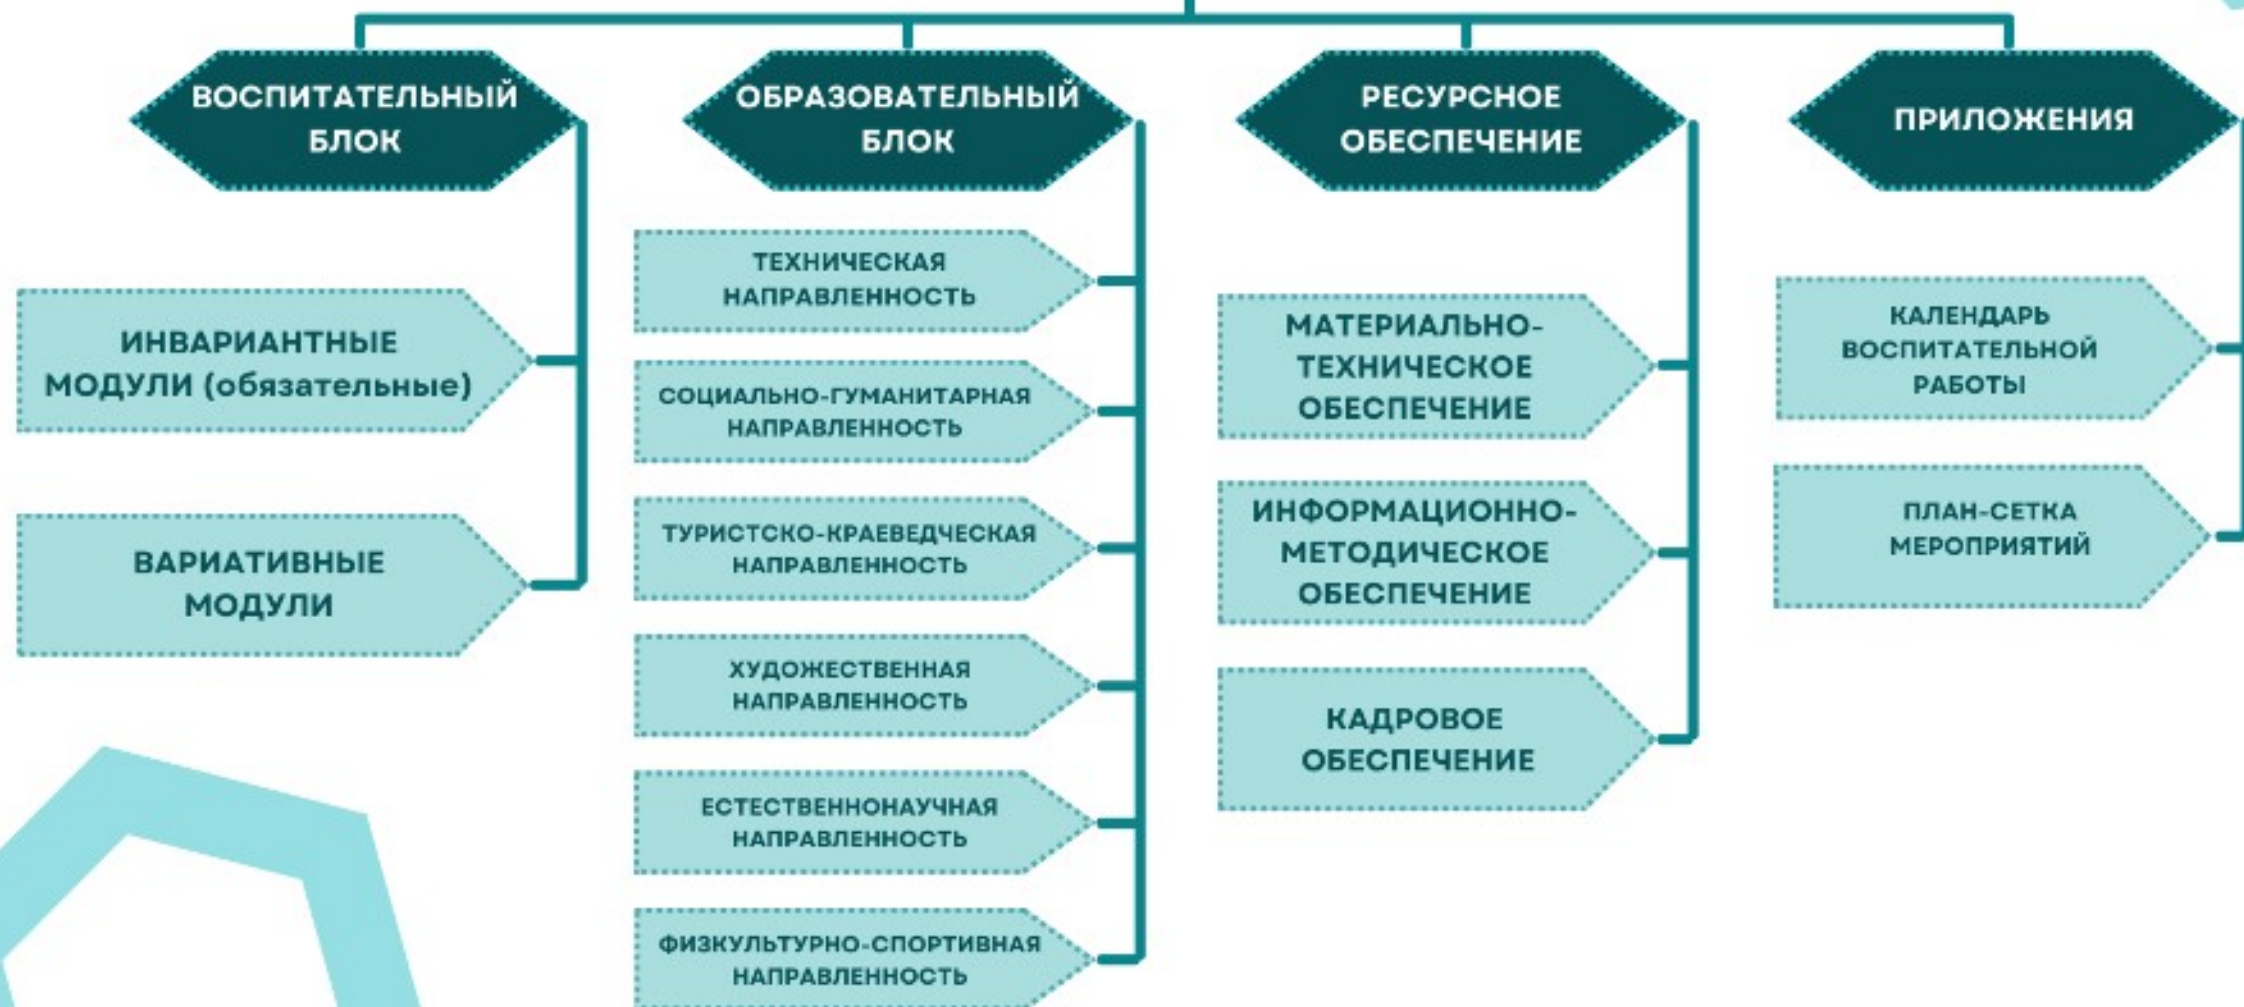 ВОСПИТАТЕЛЬНЫЙ
БЛОК
ИНВАРИАНТНЫЕ
МОДУЛИ (обязательные)
ВАРИАТИВНЫЕ
МОДУЛИ
ОБРАЗОВАТЕЛЬНЫЙ
БЛОК
ТЕХНИЧЕСКАЯ
НАПРАВЛЕННОСТЬ
СОЦИАЛЬНО-ГУМАНИТАРНАЯ
НАПРАВЛЕННОСТЬ
ТУРИСТСКО-КРАЕВЕДЧЕСКАЯ
НАПРАВЛЕННОСТЬ
ХУДОЖЕСТВЕННАЯ
НАПРАВЛЕННОСТЬ
ЕСТЕСТВЕННОНАУЧНАЯ
НАПРАВЛЕННОСТЬ
ФИЗКУЛЬТУРНО-СПОРТИВНАЯ
НАПРАВЛЕННОСТЬ
РЕСУРСНОЕ
ОБЕСПЕЧЕНИЕ
МАТЕРИАЛЬНО-
ТЕХНИЧЕСКОЕ
ОБЕСПЕЧЕНИЕ
ИНФОРМАЦИОННО-
МЕТОДИЧЕСКОЕ
ОБЕСПЕЧЕНИЕ
КАДРОВОЕ
ОБЕСПЕЧЕНИЕ
ПРИЛОЖЕНИЯ
КАЛЕНДАРЬ
ВОСПИТАТЕЛЬНОЙ
РАБОТЫ
ПЛАН-СЕТКА
МЕРОПРИЯТИЙ